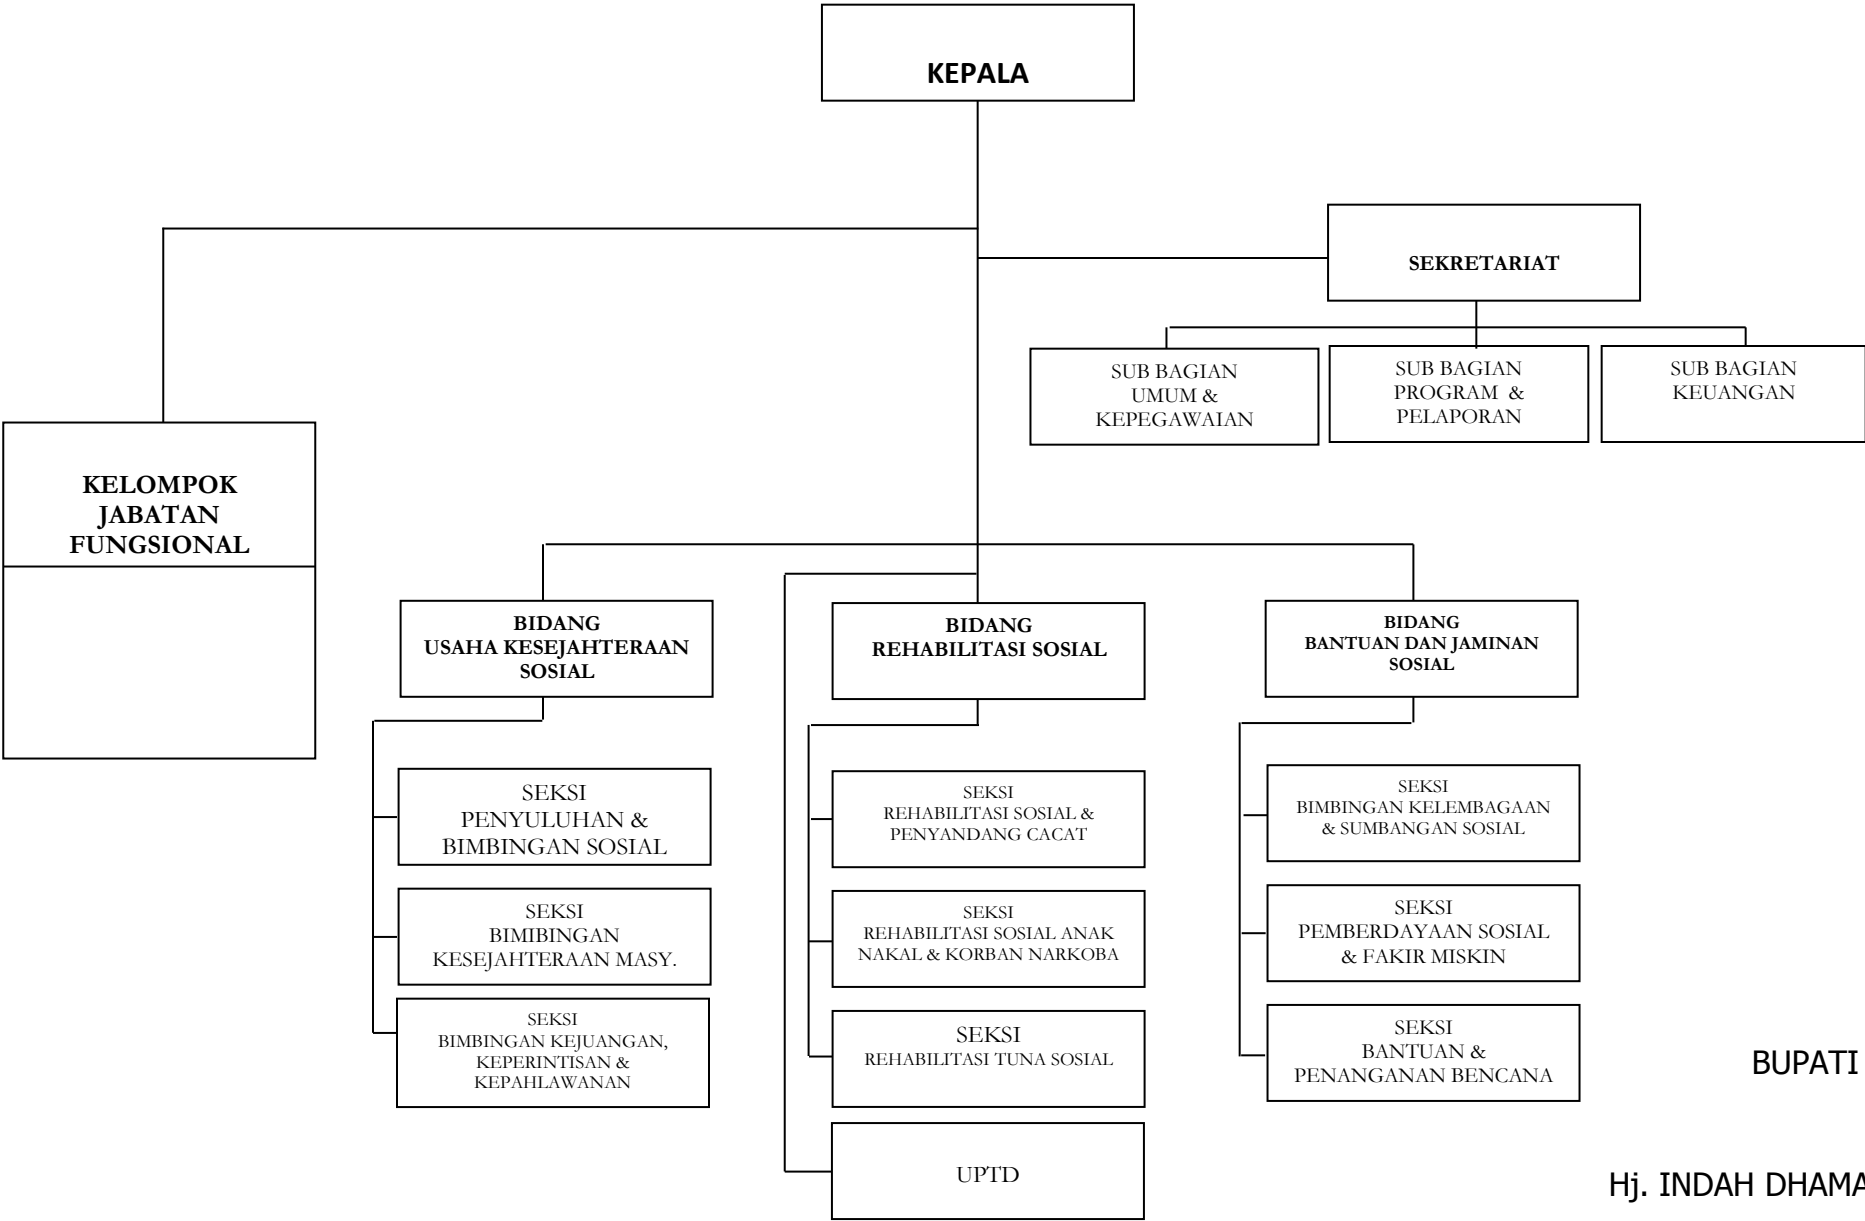 KEPALA
SEKRETARIAT
SUB BAGIAN
UMUM &
KEPEGAWAIAN
SUB BAGIAN
PROGRAM &
PELAPORAN
SUB BAGIAN
KEUANGAN
KELOMPOK
JABATAN
FUNGSIONAL
BIDANG
USAHA KESEJAHTERAAN
SOSIAL
SEKSI
PENYULUHAN &
BIMBINGAN SOSIAL
SEKSI
BIMIBINGAN
KESEJAHTERAAN MASY.
SEKSI
BIMBINGAN KEJUANGAN,
KEPERINTISAN &
KEPAHLAWANAN
BIDANG
REHABILITASI SOSIAL
SEKSI
REHABILITASI SOSIAL &
PENYANDANG CACAT
SEKSI
REHABILITASI SOSIAL ANAK
NAKAL & KORBAN NARKOBA
SEKSI
REHABILITASI TUNA SOSIAL
UPTD
BIDANG
BANTUAN DAN JAMINAN
SOSIAL
SEKSI
BIMBINGAN KELEMBAGAAN
& SUMBANGAN SOSIAL
SEKSI
PEMBERDAYAAN SOSIAL
& FAKIR MISKIN
SEKSI
BANTUAN &
PENANGANAN BENCANA
BUPATI
Hj. INDAH DHAMA